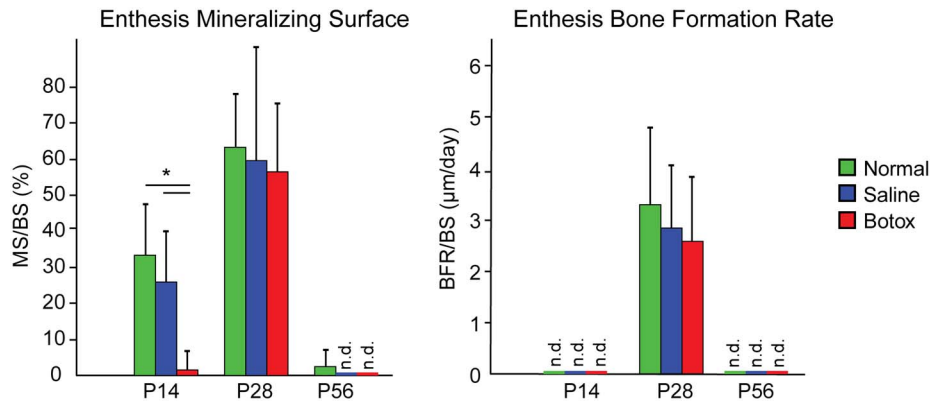 Enthesis Mineralizing Surface
MS/BS (%)
80
70
60
50
40
30
20
10
0
*
n.d.
n.d.
P14
P28
P56
Enthesis Bone Formation Rate
BFR/BS (µm/day)
6
5
4
3
2
1
0
n.d.
n.d.
n.d.
n.d.
n.d.
n.d.
P14
P28
P56
Normal
Saline
Botox